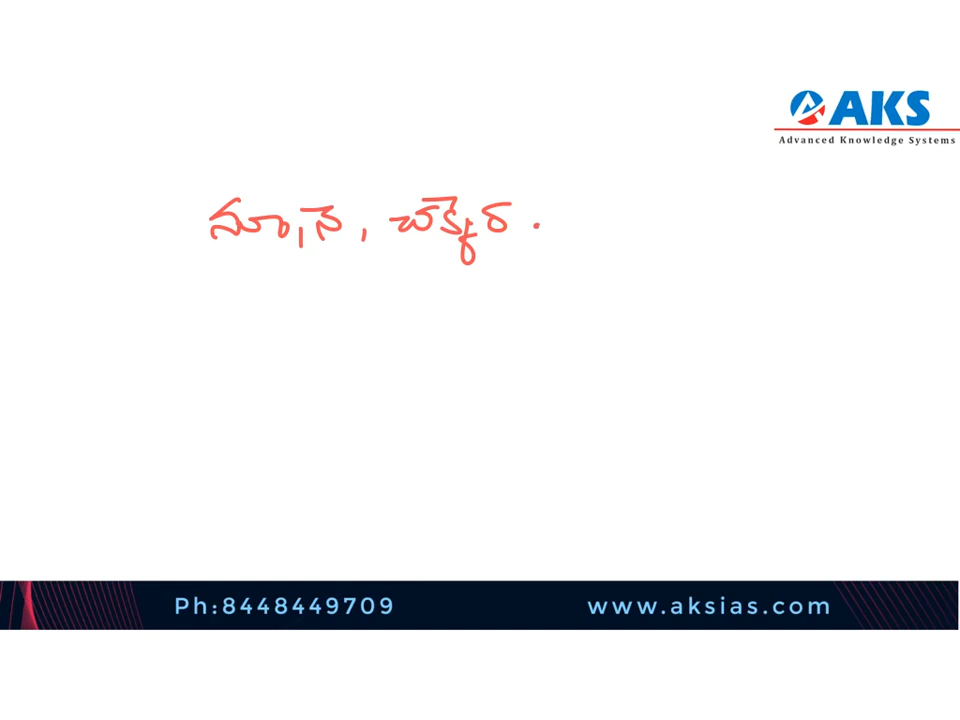 AKS
Advanced Knowledge Systems
నూ,నె, చక్కెర.
Ph:8448449709
www.aksias.com